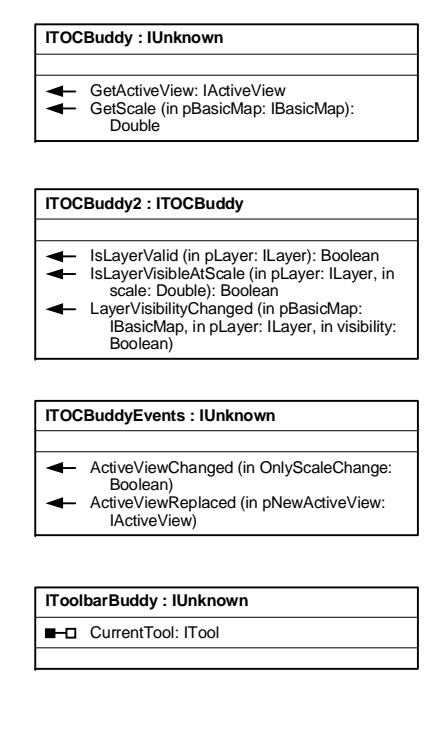 ITOCBuddy : IUnknown
GetActiveView: IActiveView
GetScale (in pBasicMap: IBasicMap):
Double
ITOCBuddy2 : ITOCBuddy
IsLayerValid (in pLayer: ILayer): Boolean
IsLayerVisibleAtScale (in pLayer: ILayer, in
scale: Double): Boolean
LayerVisibilityChanged (in pBasicMap:
IBasicMap, in pLayer: ILayer, in visibility:
Boolean)
ITOCBuddyEvents : IUnknown
ActiveViewChanged (in OnlyScaleChange:
Boolean)
ActiveViewReplaced (in pNewActiveView:
IActiveView)
IToolbarBuddy : IUnknown
CurrentTool: ITool